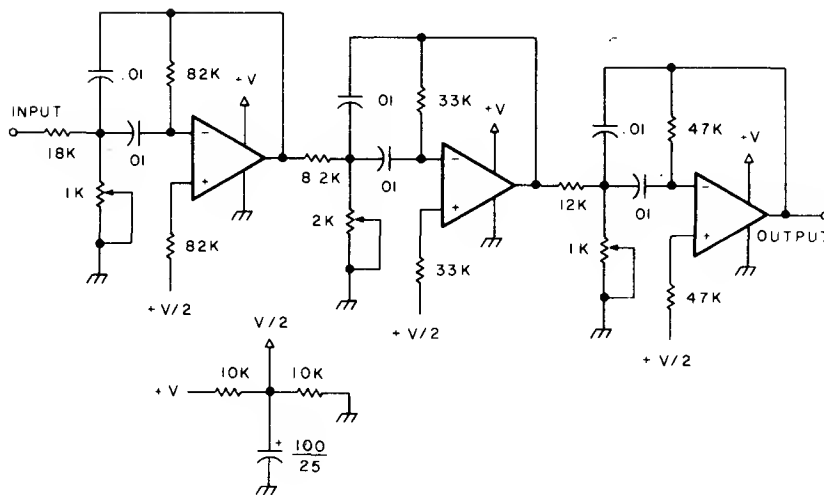 .01
82K
+V
INPUT
18K
01
1K
82K
+V/2
01
33K
+V
8 2K
01
2K
33K
+V/2
.01
47K
+V
12K
01
1K
OUTPUT
47K
+V/2
V/2
10K
10K
+V
+
100
25